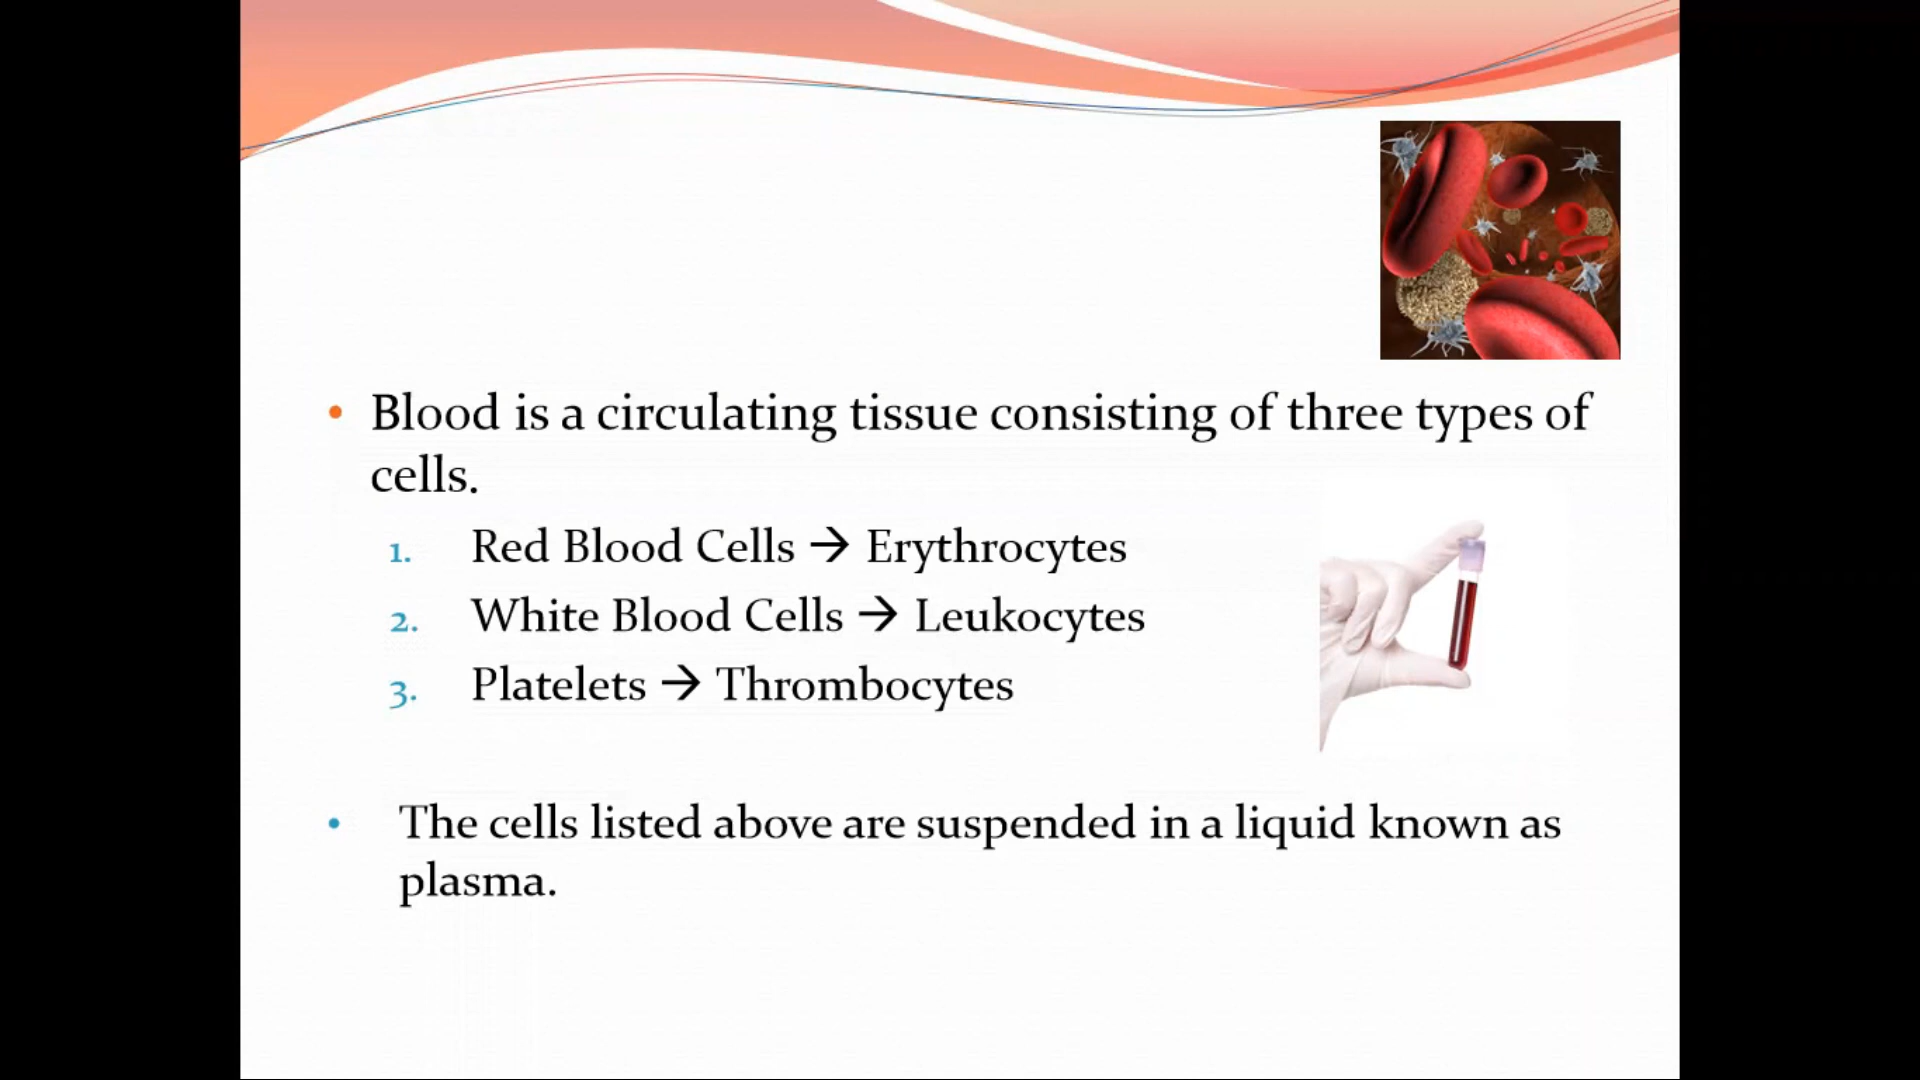 • Blood is a circulating tissue consisting of three types of
cells.
1. Red Blood Cells → Erythrocytes
2. White Blood Cells → Leukocytes
3. Platelets → Thrombocytes
• The cells listed above are suspended in a liquid known as
plasma.